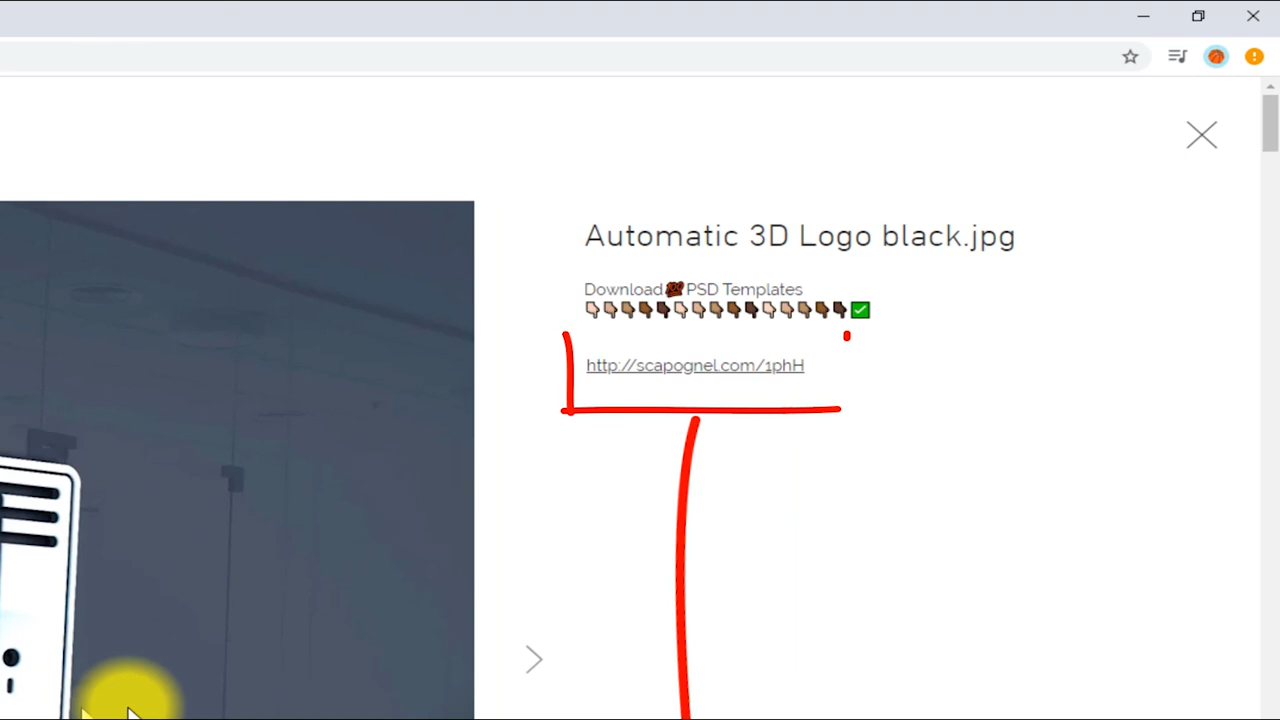 Automatic 3D Logo black.jpg
Download💯PSD Templates
👇🏻👇🏼👇🏽👇🏾👇🏿👇🏻👇🏼👇🏽👇🏾👇🏿👇🏻👇🏼👇🏽👇🏾👇🏿✅
http://scapognel.com/1phH